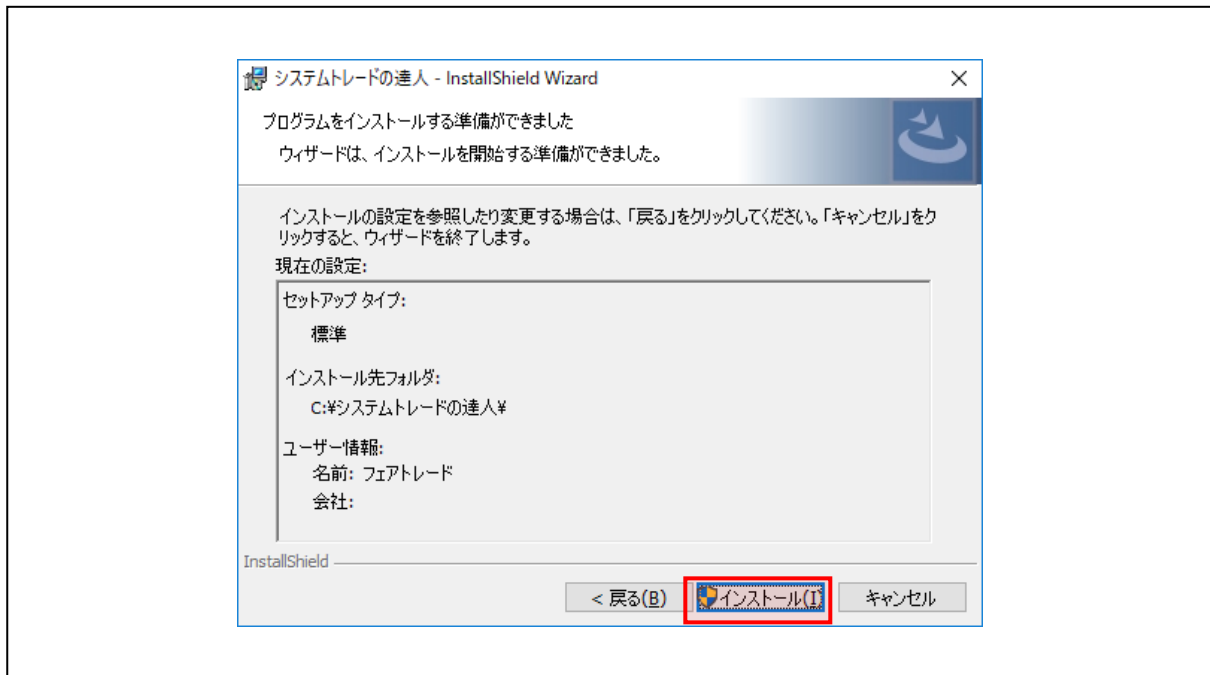 システムトレードの達人 - InstallShield Wizard
プログラムをインストールする準備ができました
ウィザードは、インストールを開始する準備ができました。
インストールの設定を参照したり変更する場合は、「戻る」をクリックしてください。「キャンセル」をク
リックすると、ウィザードを終了します。
現在の設定:
セットアップ タイプ:
標準
インストール先フォルダ:
C:¥システムトレードの達人¥
ユーザー情報:
名前: フェアトレード
会社:
InstallShield
< 戻る(B) インストール(I) キャンセル